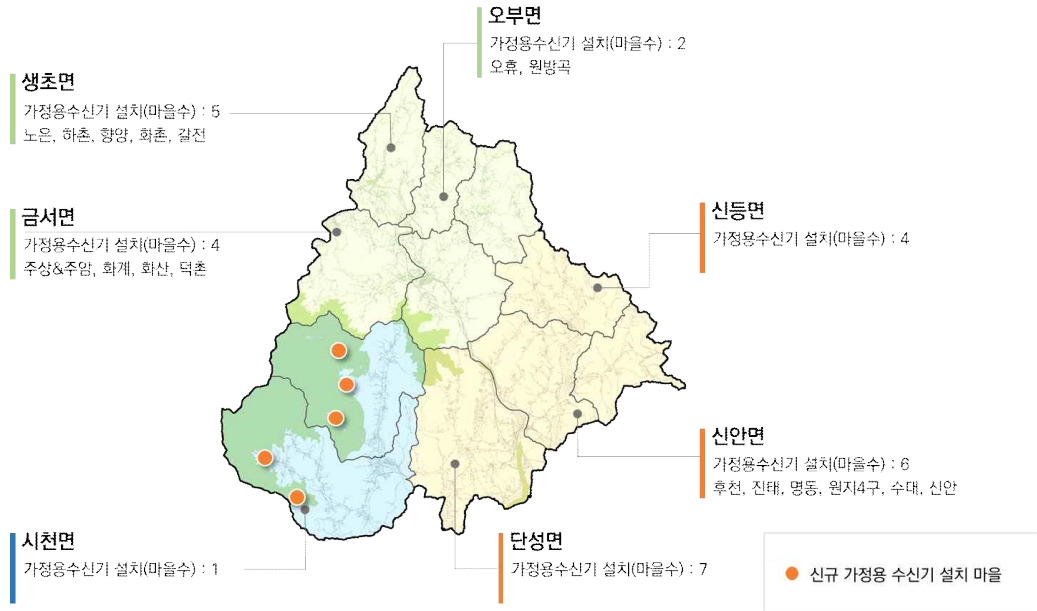 오부면
가정용수신기 설치(마을수) : 2
오휴, 원방곡
생초면
가정용수신기 설치(마을수) : 5
노은, 하촌, 향양, 화촌, 갈전
금서면
가정용수신기 설치(마을수) : 4
주상&주암, 화계, 화산, 덕촌
신등면
가정용수신기 설치(마을수) : 4
신안면
가정용수신기 설치(마을수) : 6
후천, 진태, 명동, 원지4구, 수대, 신안
시천면
가정용수신기 설치(마을수) : 1
단성면
가정용수신기 설치(마을수) : 7
신규 가정용 수신기 설치 마을